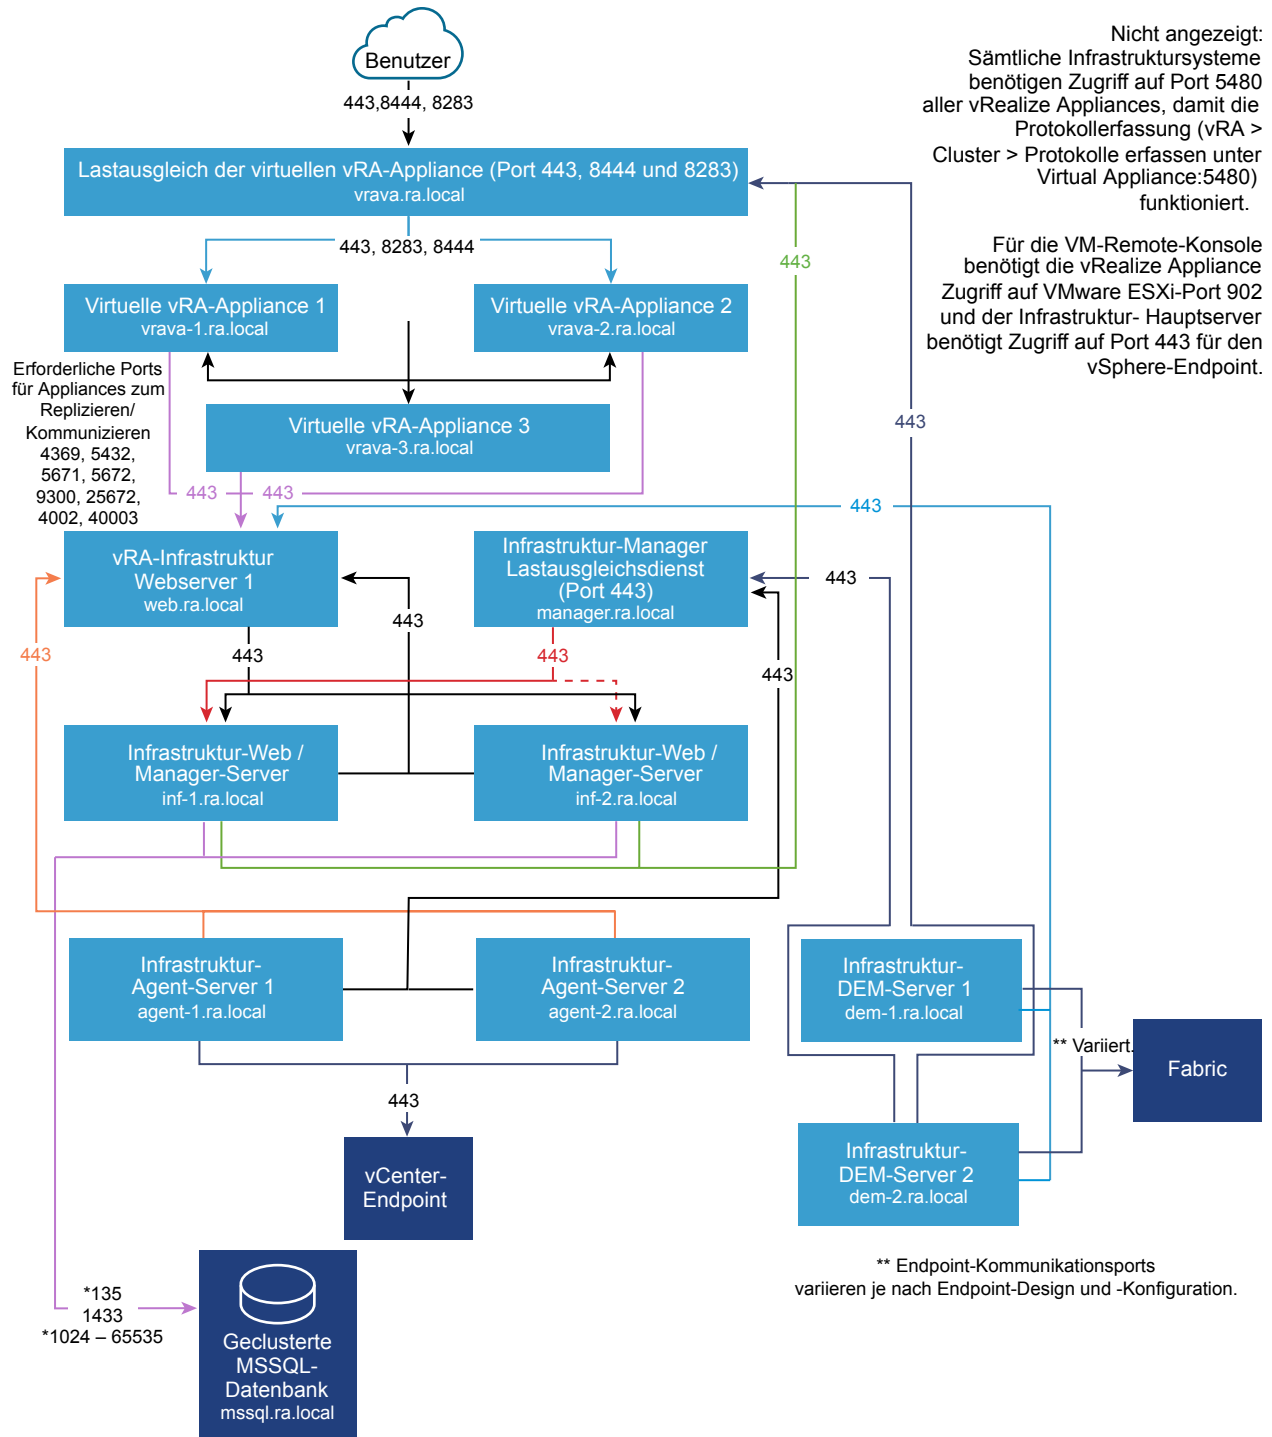 Benutzer
443,8444, 8283
Nicht angezeigt:
Sämtliche Infrastruktursysteme
benötigen Zugriff auf Port 5480
aller vRealize Appliances, damit die
Protokollerfassung (vRA >
Cluster > Protokolle erfassen unter
Virtual Appliance:5480)
funktioniert.
Für die VM-Remote-Konsole
benötigt die vRealize Appliance
Zugriff auf VMware ESXi-Port 902
und der Infrastruktur- Hauptserver
benötigt Zugriff auf Port 443 für den
vSphere-Endpoint.
Lastausgleich der virtuellen vRA-Appliance (Port 443, 8444 und 8283)
vrava.ra.local
443, 8283, 8444
443
Virtuelle vRA-Appliance 1
vrava-1.ra.local
Virtuelle vRA-Appliance 2
vrava-2.ra.local
Erforderliche Ports
für Appliances zum
Replizieren/
Kommunizieren
4369, 5432,
5671, 5672,
9300, 25672,
4002, 40003
Virtuelle vRA-Appliance 3
vrava-3.ra.local
443
443
443
443
vRA-Infrastruktur
Webserver 1
web.ra.local
Infrastruktur-Manager
Lastausgleichsdienst
(Port 443)
manager.ra.local
443
443
443
443
443
443
Infrastruktur-Web /
Manager-Server
inf-1.ra.local
Infrastruktur-Web /
Manager-Server
inf-2.ra.local
Infrastruktur-
Agent-Server 1
agent-1.ra.local
Infrastruktur-
Agent-Server 2
agent-2.ra.local
Infrastruktur-
DEM-Server 1
dem-1.ra.local
** Variiert.
Fabric
443
vCenter-
Endpoint
Infrastruktur-
DEM-Server 2
dem-2.ra.local
** Endpoint-Kommunikationsports
variieren je nach Endpoint-Design und -Konfiguration.
*135
1433
*1024 – 65535
Geclusterte
MSSQL-
Datenbank
mssql.ra.local